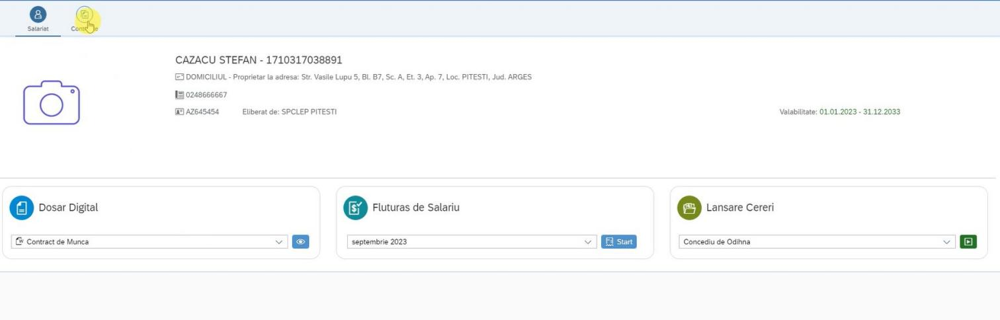 Salariat
CAZACU STEFAN - 1710317038891
DOMICILIUL - Proprietar la adresa: Str. Vasile Lupu 5, Bl. B7, Sc. A, Et. 3, Ap. 7, Loc. PITESTI, Jud. ARGES
0248666667
AZ645454 Eliberat de: SPCLEP PITESTI Valabilitate: 01.01.2023 - 31.12.2033
Dosar Digital
Contract de Munca
Fluturas de Salariu
septembrie 2023 Start
Lansare Cereri
Concediu de Odihna